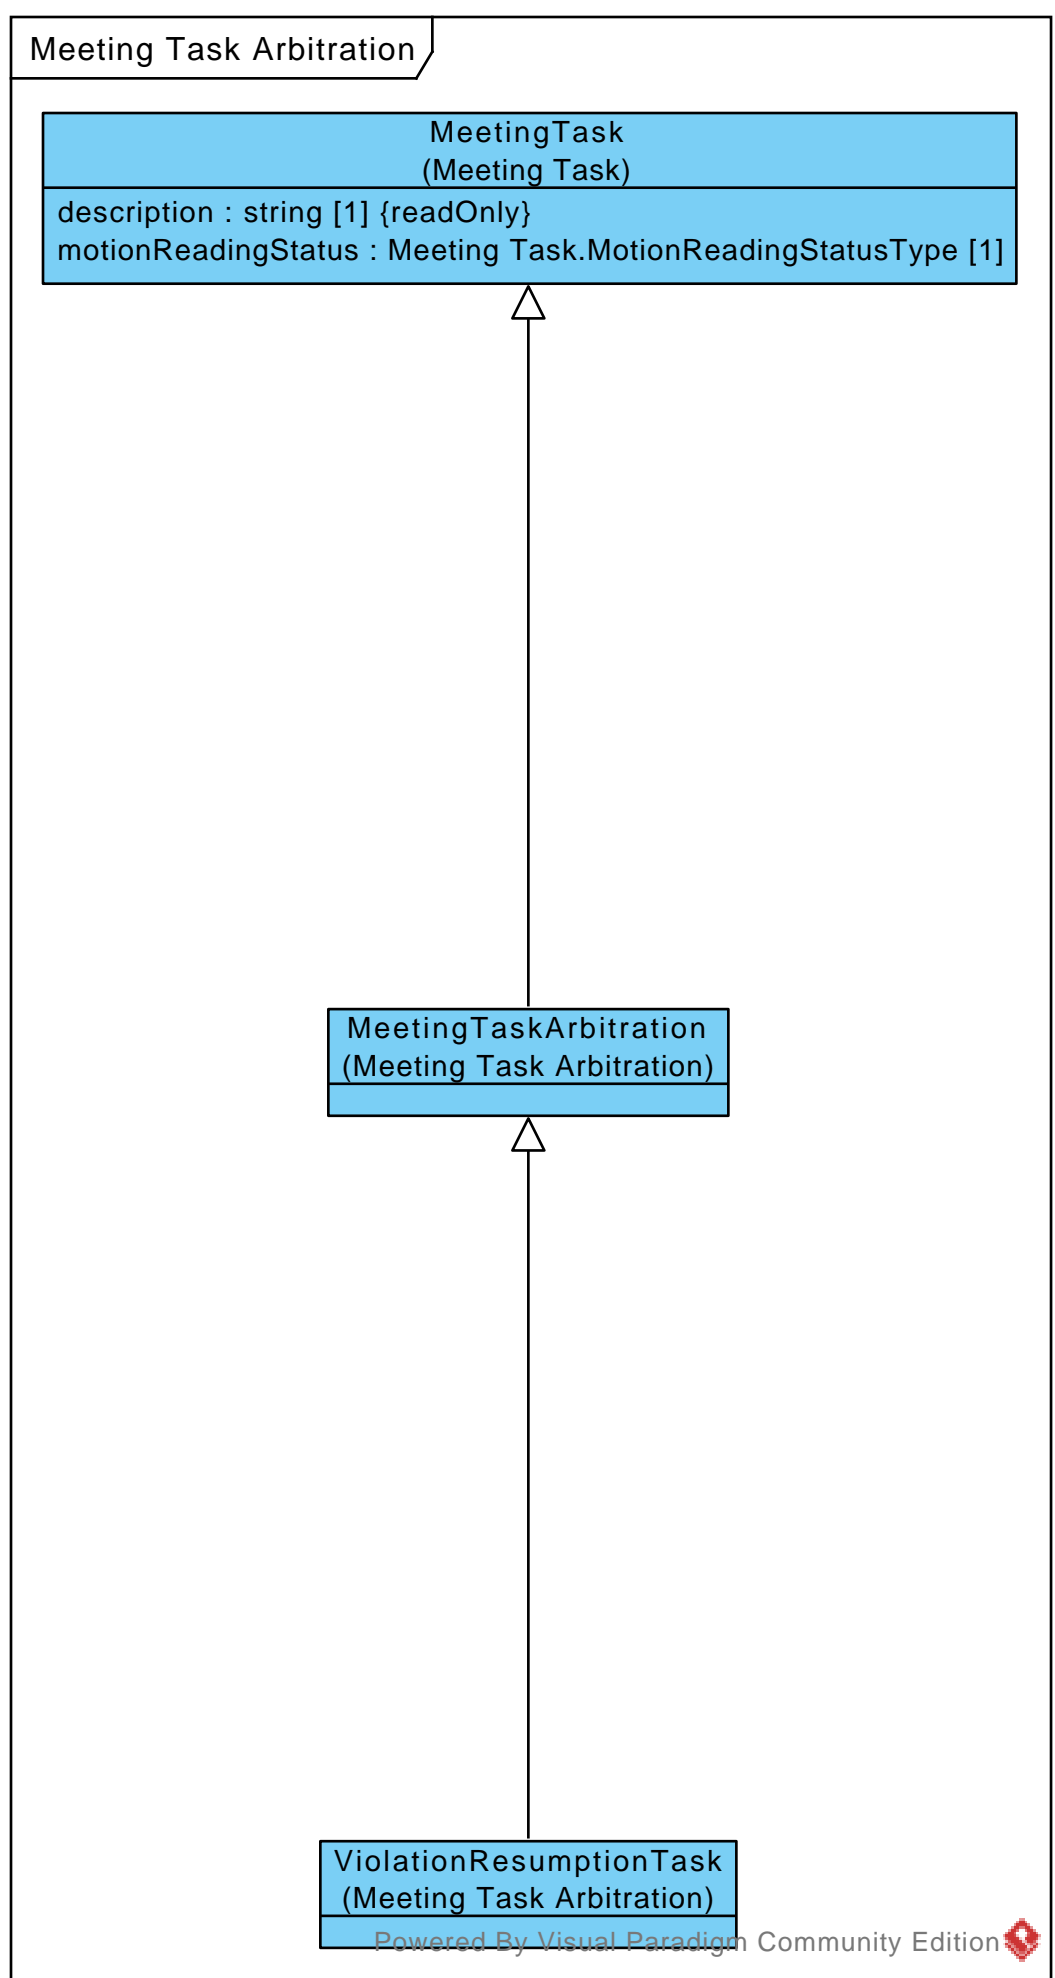 Meeting Task Arbitration
MeetingTask
(Meeting Task)
description : string [1] {readOnly}
motionReadingStatus : Meeting Task.MotionReadingStatusType [1]
MeetingTaskArbitration
(Meeting Task Arbitration)
ViolationResumptionTask
(Meeting Task Arbitration)
Powered By Visual Paradigm Community Edition